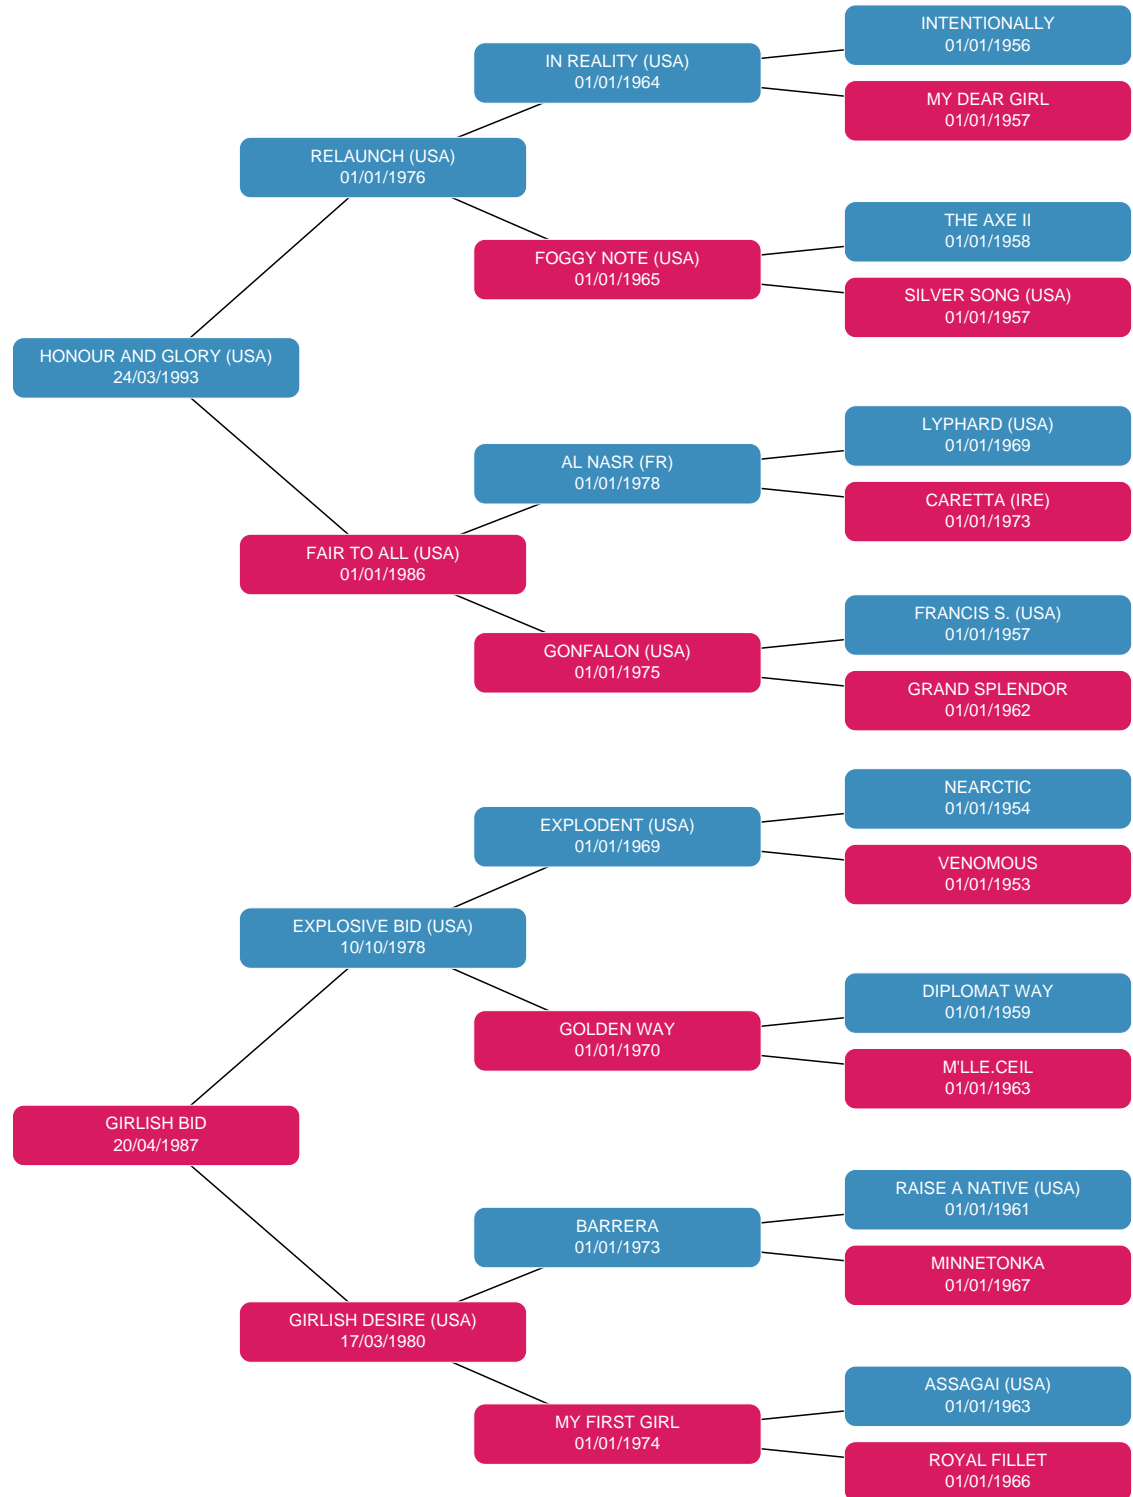 INTENTIONALLY
01/01/1956
IN REALITY (USA)
01/01/1964
MY DEAR GIRL
01/01/1957
RELAUNCH (USA)
01/01/1976
THE AXE II
01/01/1958
FOGGY NOTE (USA)
01/01/1965
SILVER SONG (USA)
01/01/1957
HONOUR AND GLORY (USA)
24/03/1993
LYPHARD (USA)
01/01/1969
AL NASR (FR)
01/01/1978
CARETTA (IRE)
01/01/1973
FAIR TO ALL (USA)
01/01/1986
FRANCIS S. (USA)
01/01/1957
GONFALON (USA)
01/01/1975
GRAND SPLENDOR
01/01/1962
NEARCTIC
01/01/1954
EXPLODENT (USA)
01/01/1969
VENOMOUS
01/01/1953
EXPLOSIVE BID (USA)
10/10/1978
DIPLOMAT WAY
01/01/1959
GOLDEN WAY
01/01/1970
M'LLE.CEIL
01/01/1963
GIRLISH BID
20/04/1987
RAISE A NATIVE (USA)
01/01/1961
BARRERA
01/01/1973
MINNETONKA
01/01/1967
GIRLISH DESIRE (USA)
17/03/1980
ASSAGAI (USA)
01/01/1963
MY FIRST GIRL
01/01/1974
ROYAL FILLET
01/01/1966